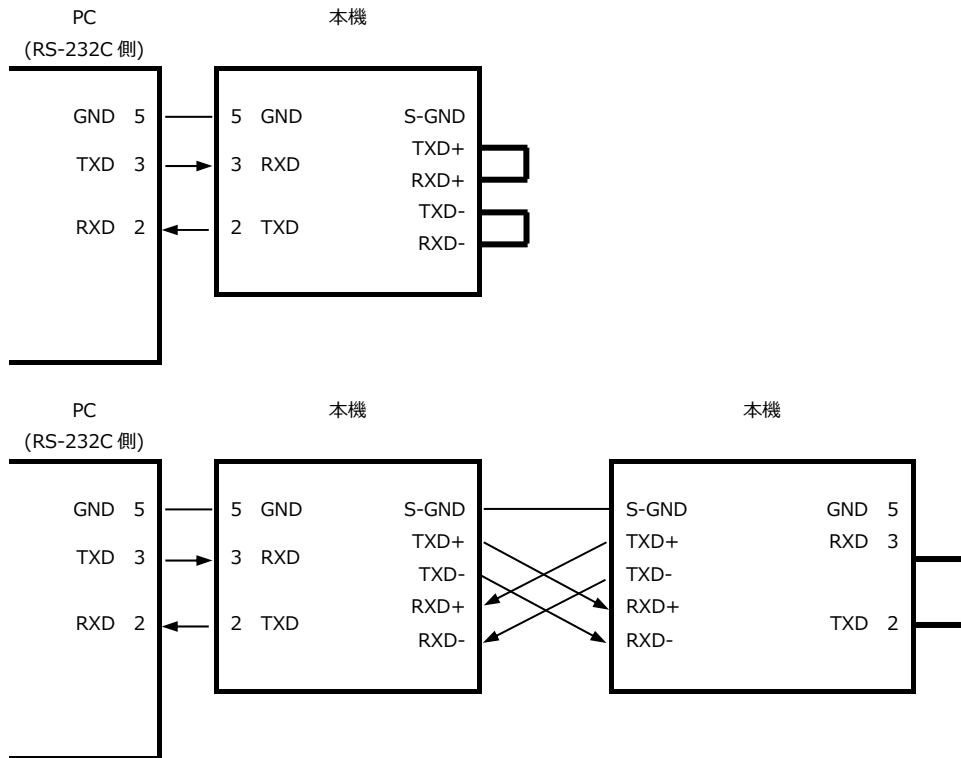 PC 本機
(RS-232C 側)
GND 5 5 GND S-GND
TXD+
TXD 3 3 RXD
RXD+
TXD-
RXD 2 2 TXD
RXD-
PC 本機 本機
(RS-232C 側)
GND 5 5 GND S-GND S-GND GND 5
TXD+ TXD+ RXD 3
TXD 3 3 RXD
TXD- TXD-
RXD+ RXD+
RXD 2 2 TXD TXD 2
RXD- RXD-